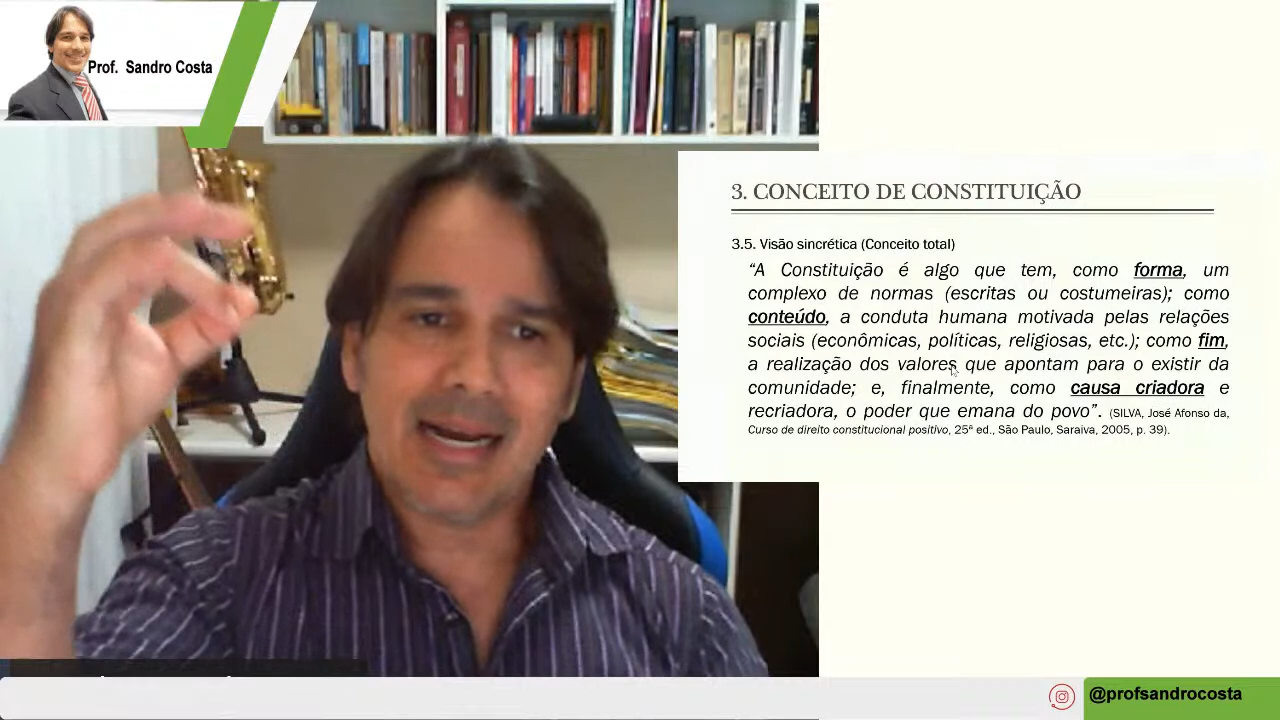 Prof. Sandro Costa
3. CONCEITO DE CONSTITUIÇÃO
3.5. Visão sincrética (Conceito total)
“A Constituição é algo que tem, como forma, um
complexo de normas (escritas ou costumeiras); como
conteúdo, a conduta humana motivada pelas relações
sociais (econômicas, políticas, religiosas, etc.); como fim,
a realização dos valores que apontam para o existir da
comunidade; e, finalmente, como causa criadora e
recriadora, o poder que emana do povo”. (SILVA, José Afonso da,
Curso de direito constitucional positivo, 25ª ed., São Paulo, Saraiva, 2005, p. 39).
@profsandrocosta